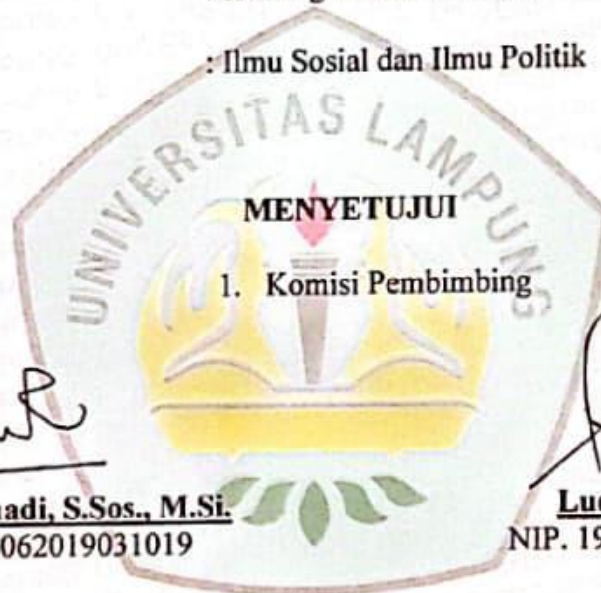 : Ilmu Sosial dan Ilmu Politik
UNIVERSITAS LAMPUNG
MENYETUJUI
1. Komisi Pembimbing
adi, S.Sos., M.Si.
062019031019
Lu
NIP. 19